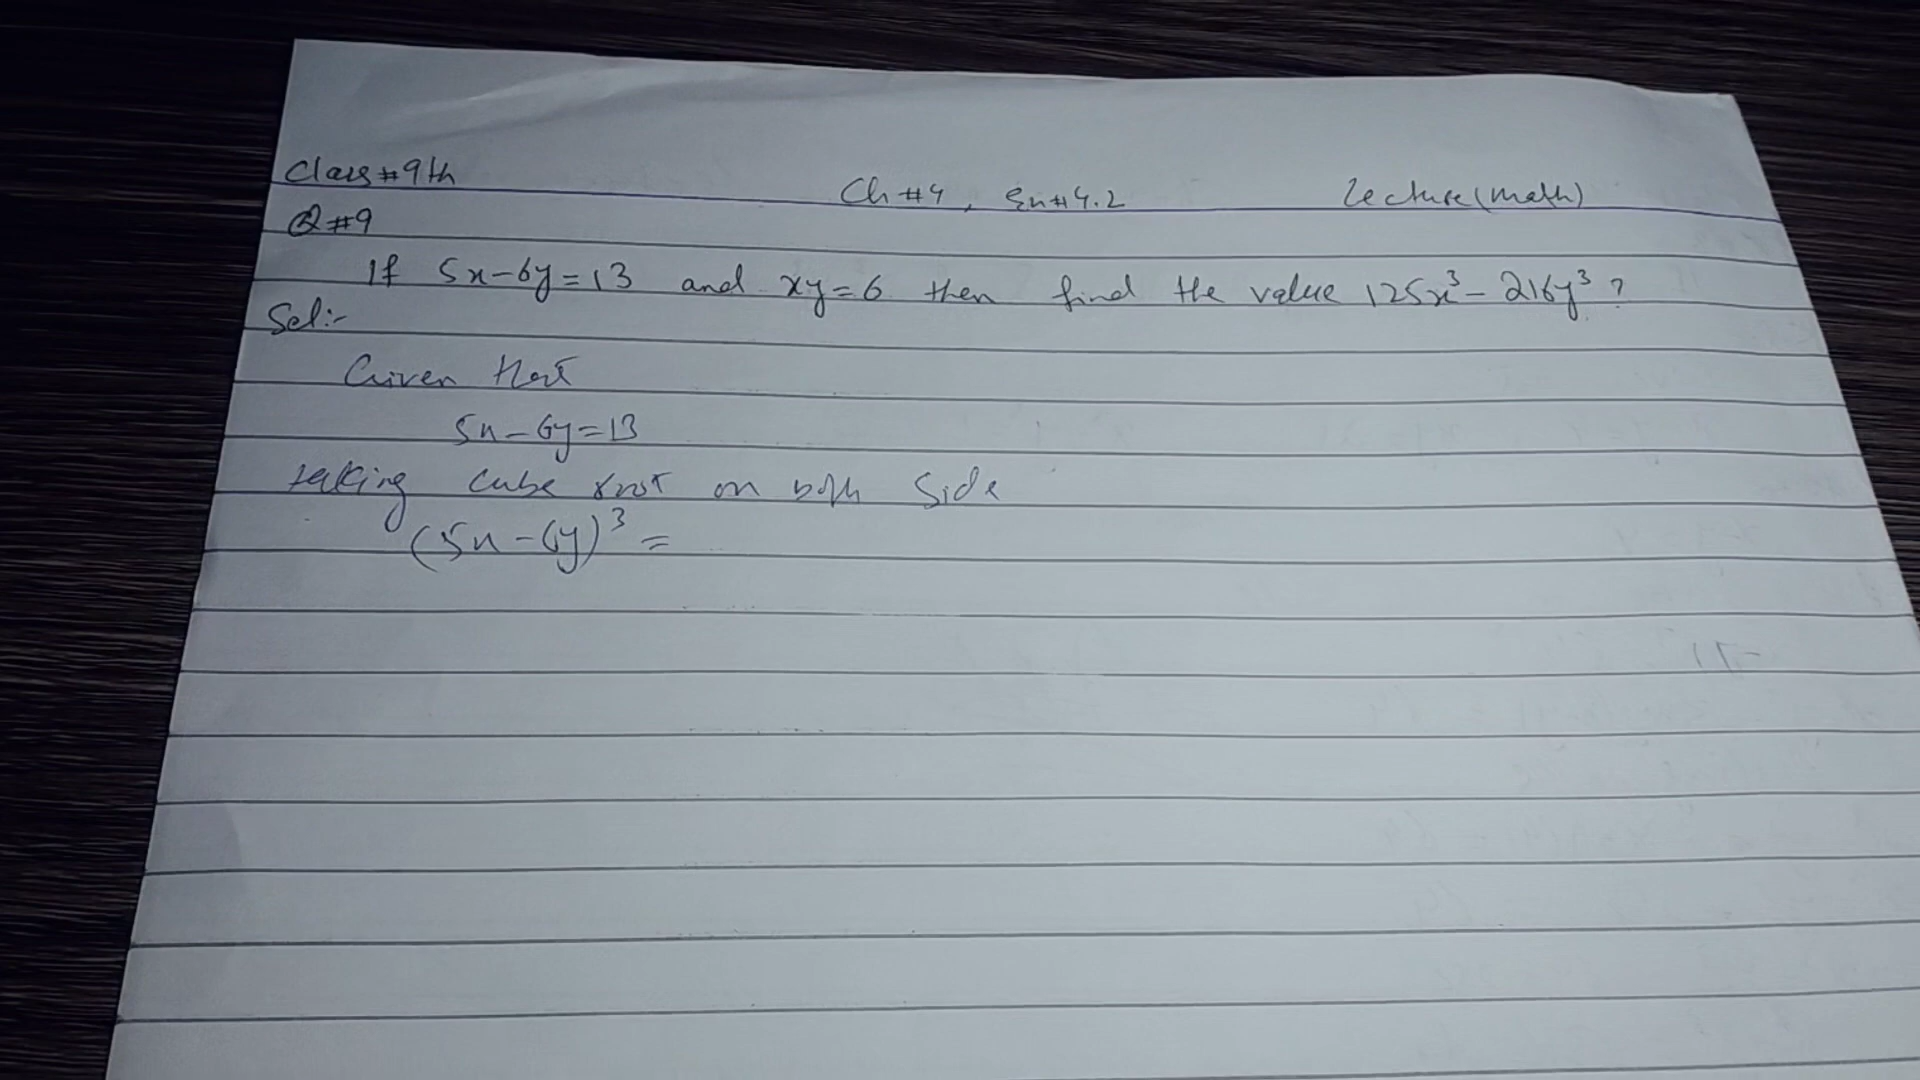 Class #9th
Ch #4, Ex#4.2 Lecture (math)
Q #9
If 5x-6y=13 and xy=6 then find the value 125x³-216y³?
Sol:-
Given that
5x-6y=13
taking cube root on both side
(5x-6y)³=